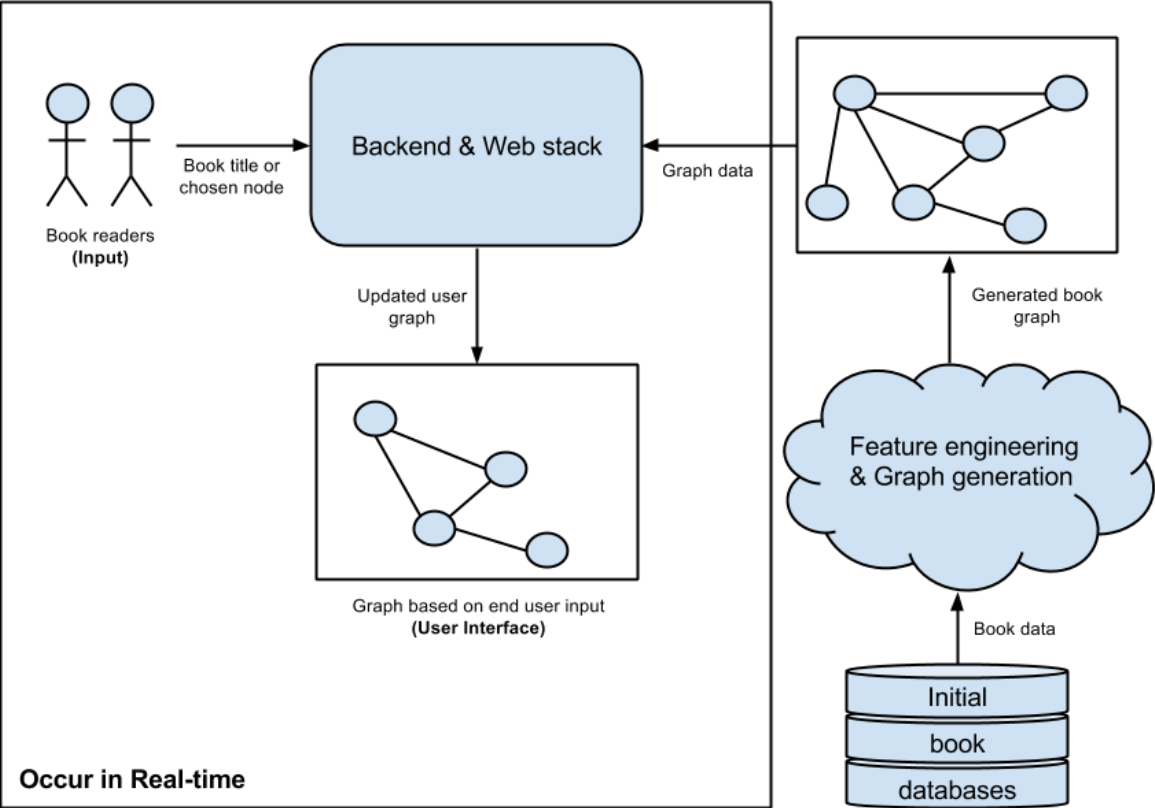 Backend & Web stack
Book title or
chosen node
Graph data
Book readers
(Input)
Updated user
graph
Generated book
graph
Feature engineering
& Graph generation
Graph based on end user input
(User Interface)
Book data
Initial
book
databases
Occur in Real-time